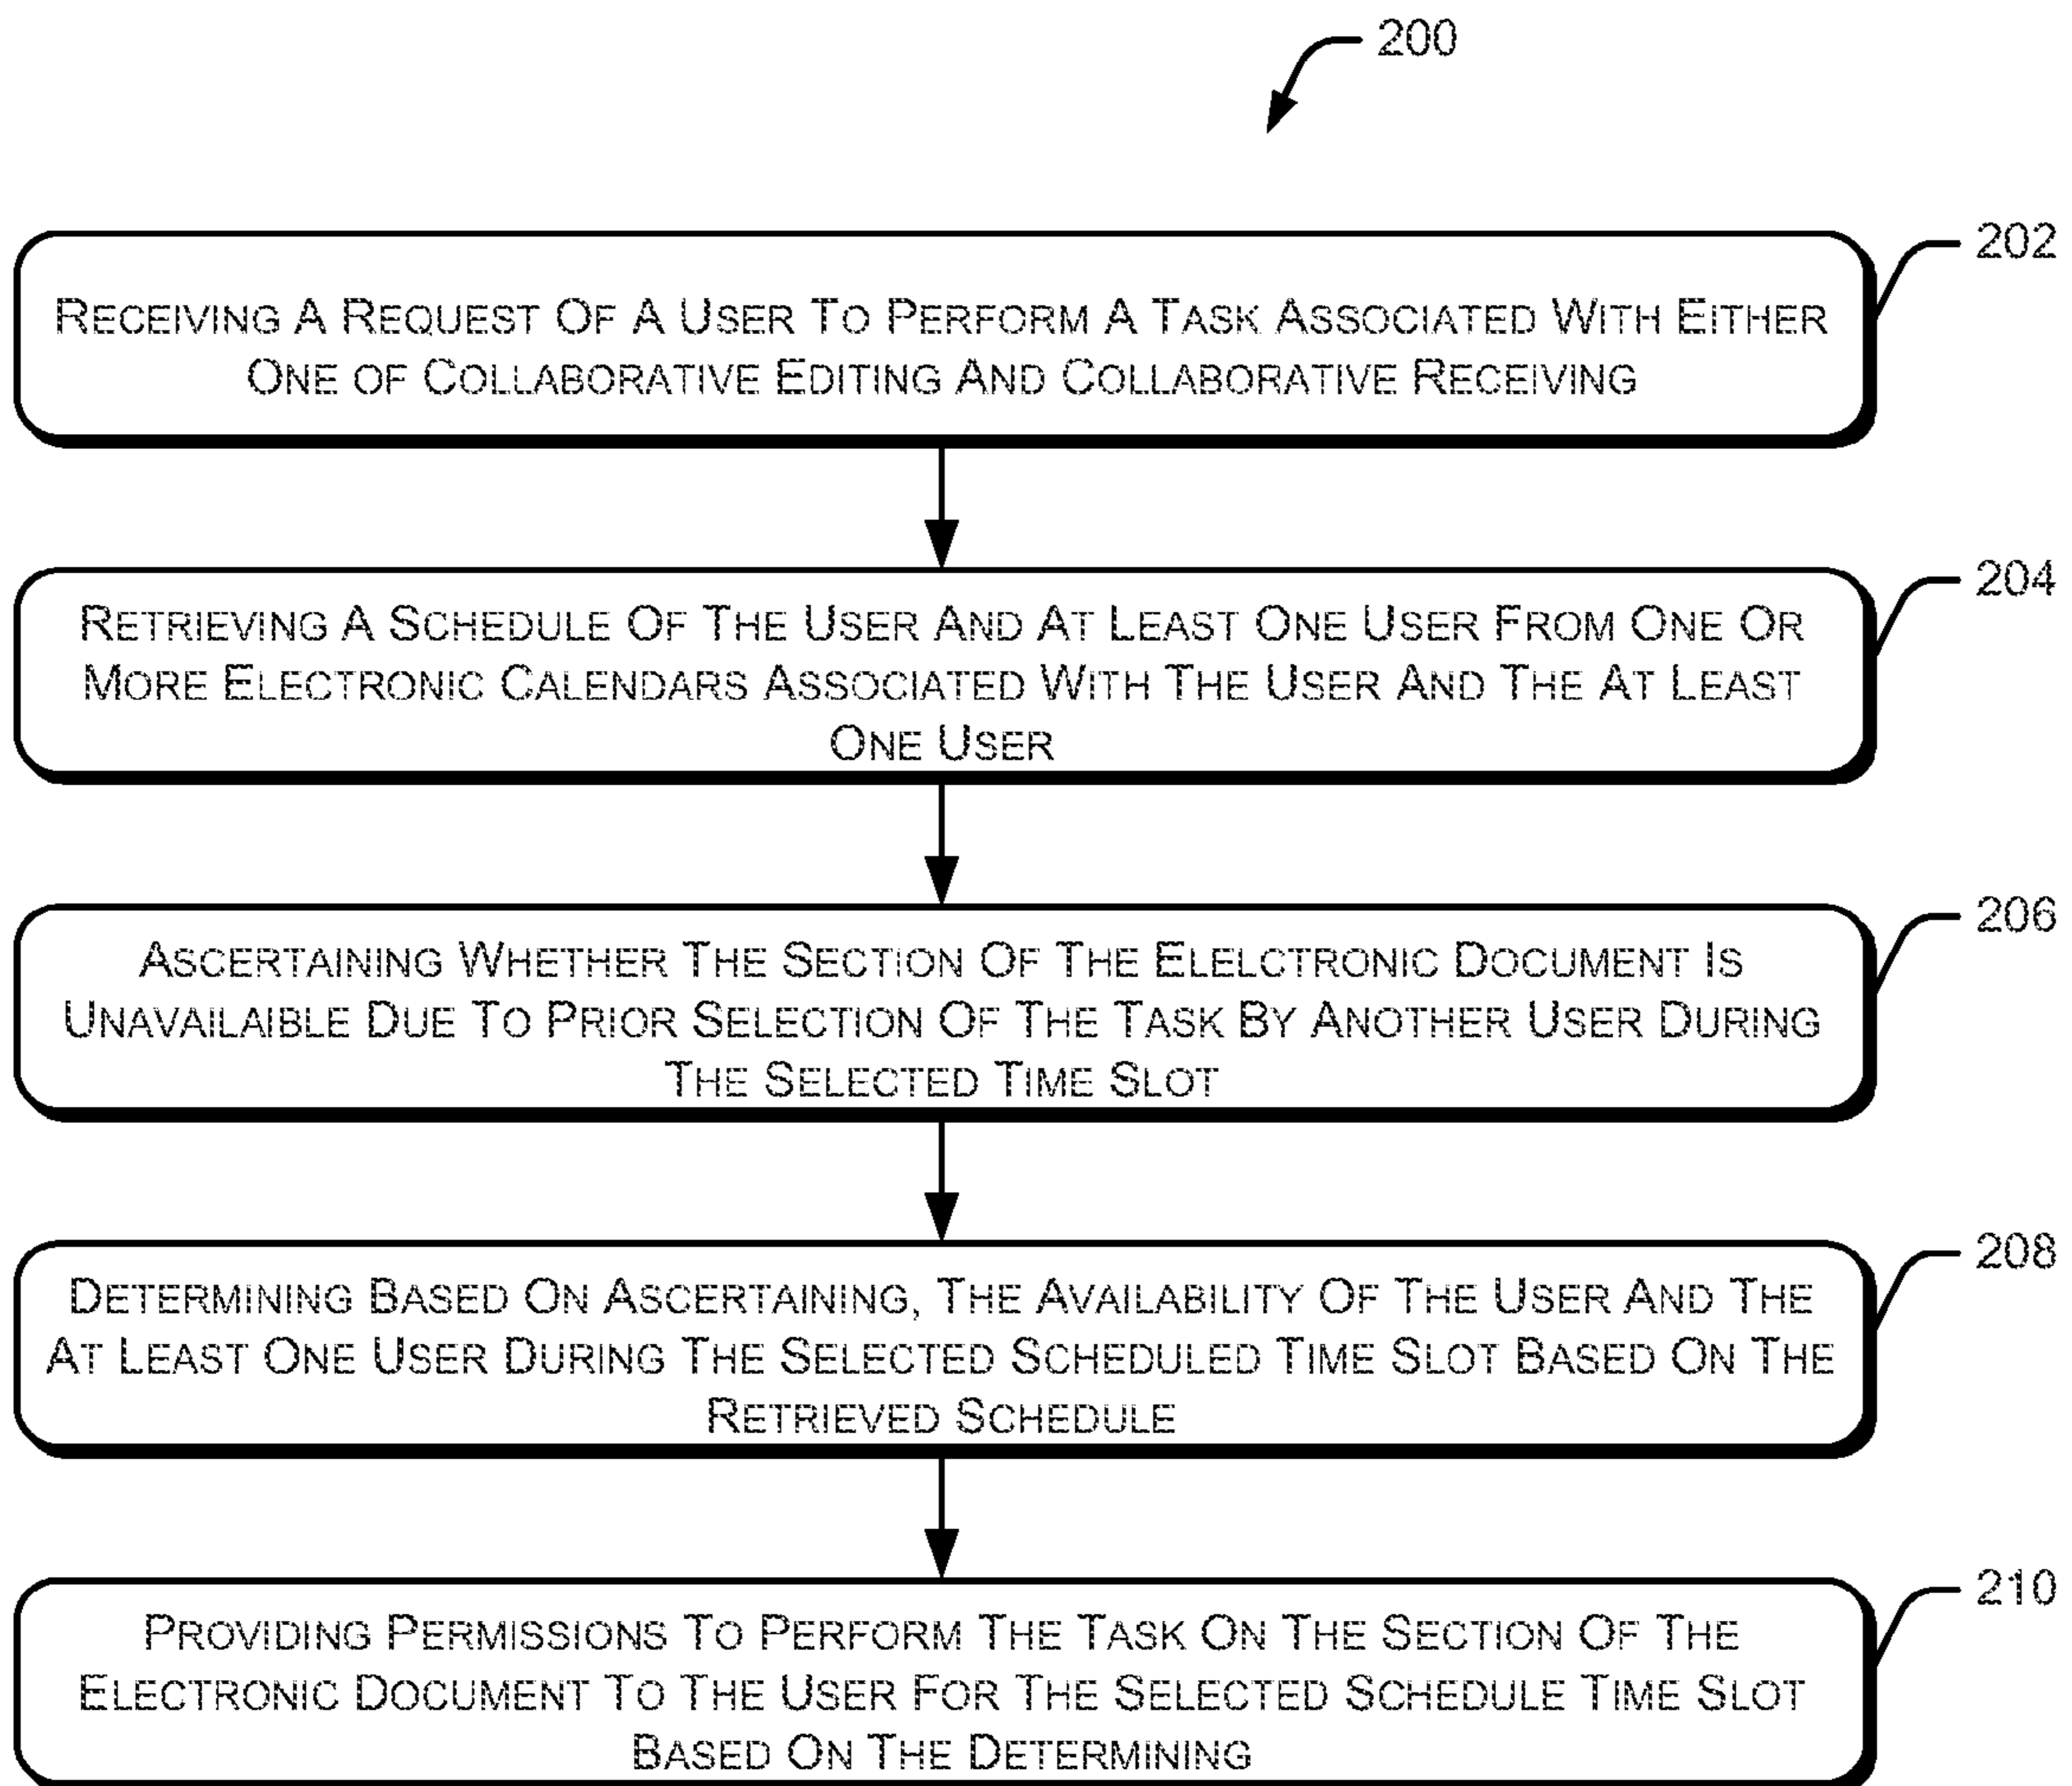 200
202
RECEIVING A REQUEST OF A USER TO PERFORM A TASK ASSOCIATED WITH EITHER
ONE OF COLLABORATIVE EDITING AND COLLABORATIVE RECEIVING
204
RETRIEVING A SCHEDULE OF THE USER AND AT LEAST ONE USER FROM ONE OR
MORE ELECTRONIC CALENDARS ASSOCIATED WITH THE USER AND THE AT LEAST
ONE USER
206
ASCERTAINING WHETHER THE SECTION OF THE ELELCTRONIC DOCUMENT IS
UNAVAILAIBLE DUE TO PRIOR SELECTION OF THE TASK BY ANOTHER USER DURING
THE SELECTED TIME SLOT
208
DETERMINING BASED ON ASCERTAINING, THE AVAILABILITY OF THE USER AND THE
AT LEAST ONE USER DURING THE SELECTED SCHEDULED TIME SLOT BASED ON THE
RETRIEVED SCHEDULE
210
PROVIDING PERMISSIONS TO PERFORM THE TASK ON THE SECTION OF THE
ELECTRONIC DOCUMENT TO THE USER FOR THE SELECTED SCHEDULE TIME SLOT
BASED ON THE DETERMINING